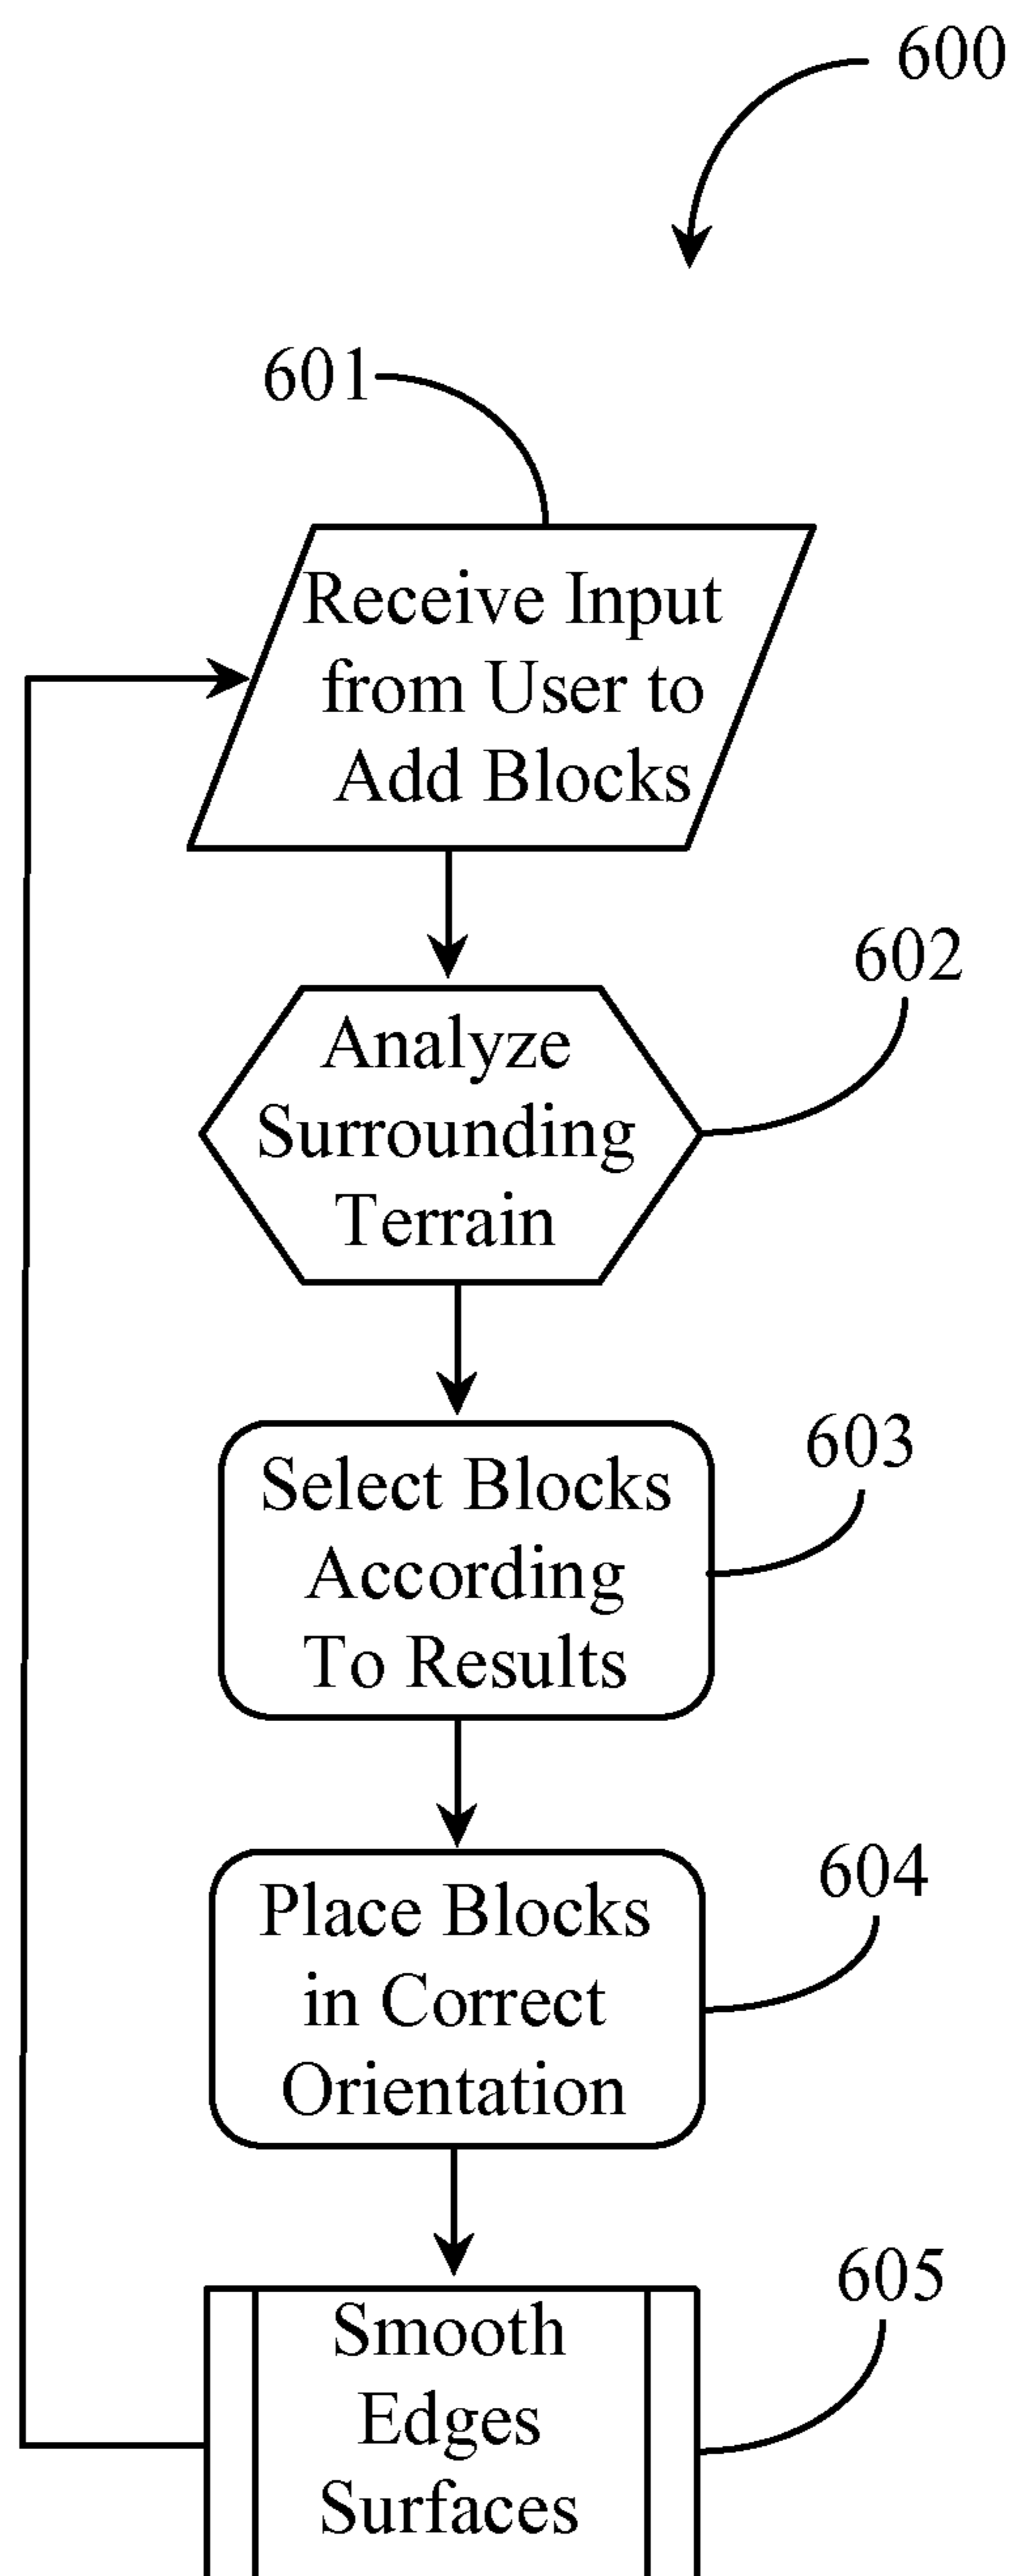 600
601
Receive Input
from User to
Add Blocks
602
Analyze
Surrounding
Terrain
603
Select Blocks
According
To Results
604
Place Blocks
in Correct
Orientation
605
Smooth
Edges
Surfaces